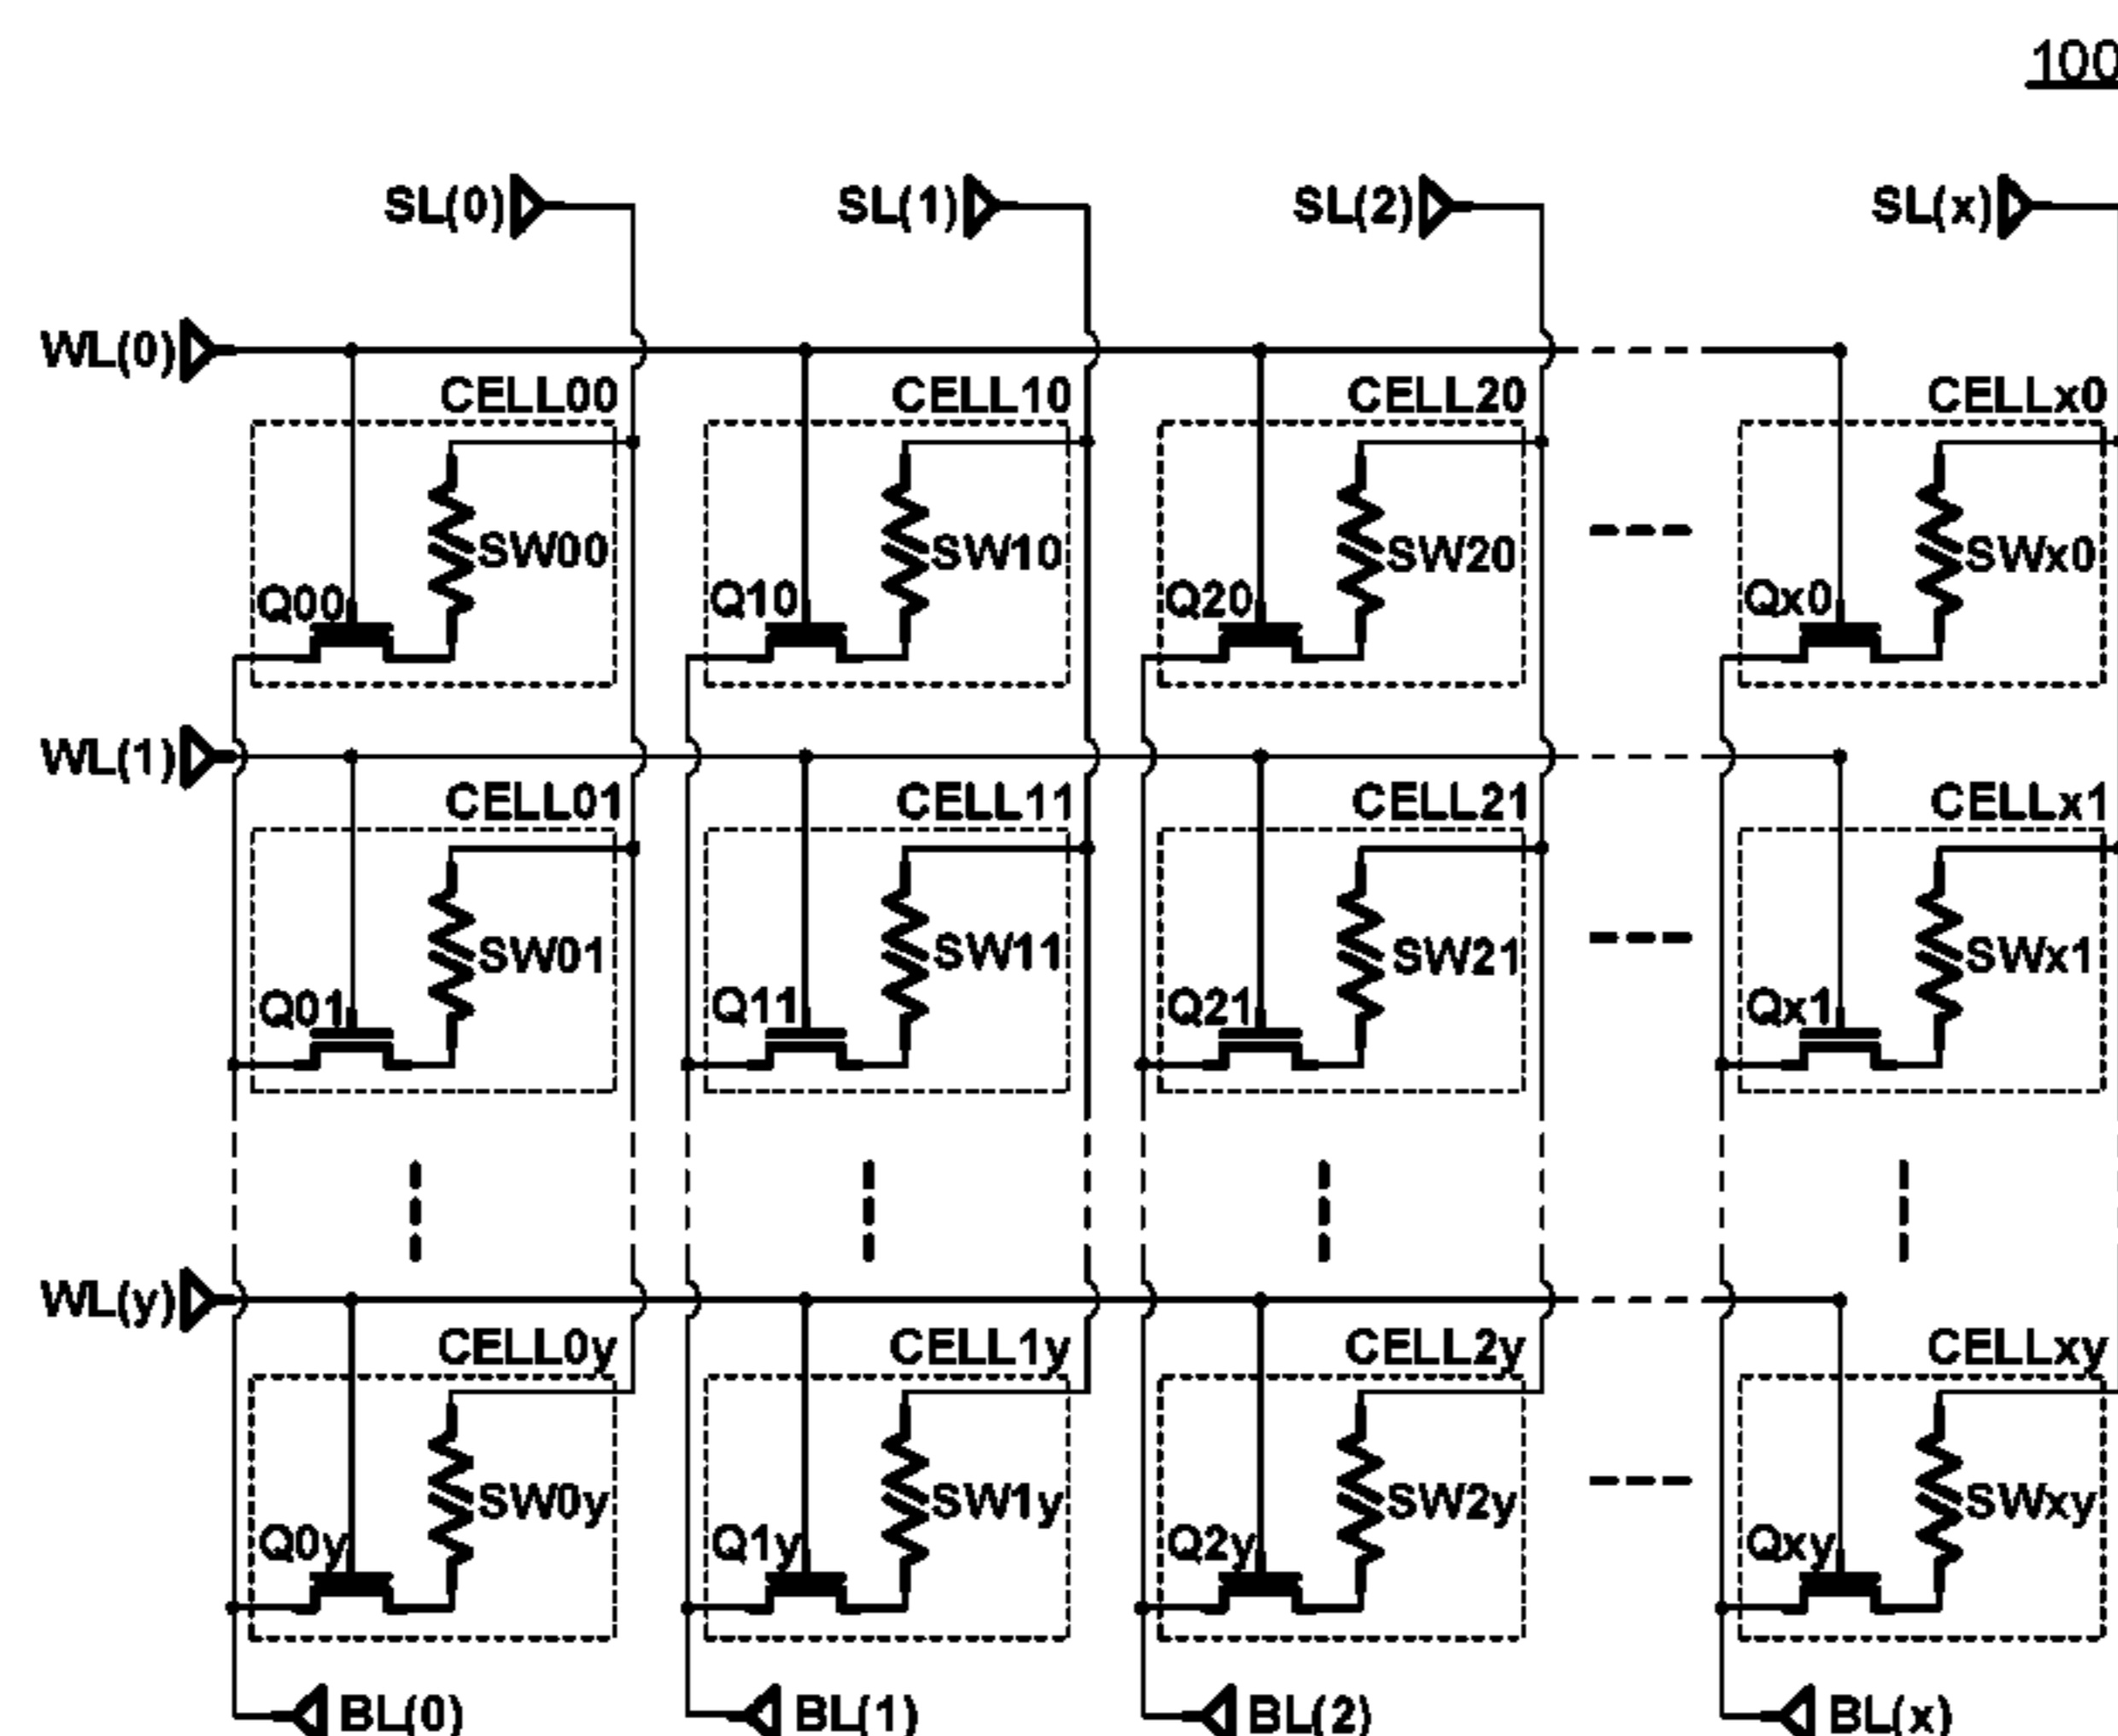 100
SL(0) SL(1) SL(2) SL(x)
WL(0)
CELL00 CELL10 CELL20 CELLx0
SW00 SW10 SW20 SWx0
Q00 Q10 Q20 Qx0
WL(1)
CELL01 CELL11 CELL21 CELLx1
SW01 SW11 SW21 SWx1
Q01 Q11 Q21 Qx1
WL(y)
CELL0y CELL1y CELL2y CELLxy
SW0y SW1y SW2y SWxy
Q0y Q1y Q2y Qxy
BL(0) BL(1) BL(2) BL(x)